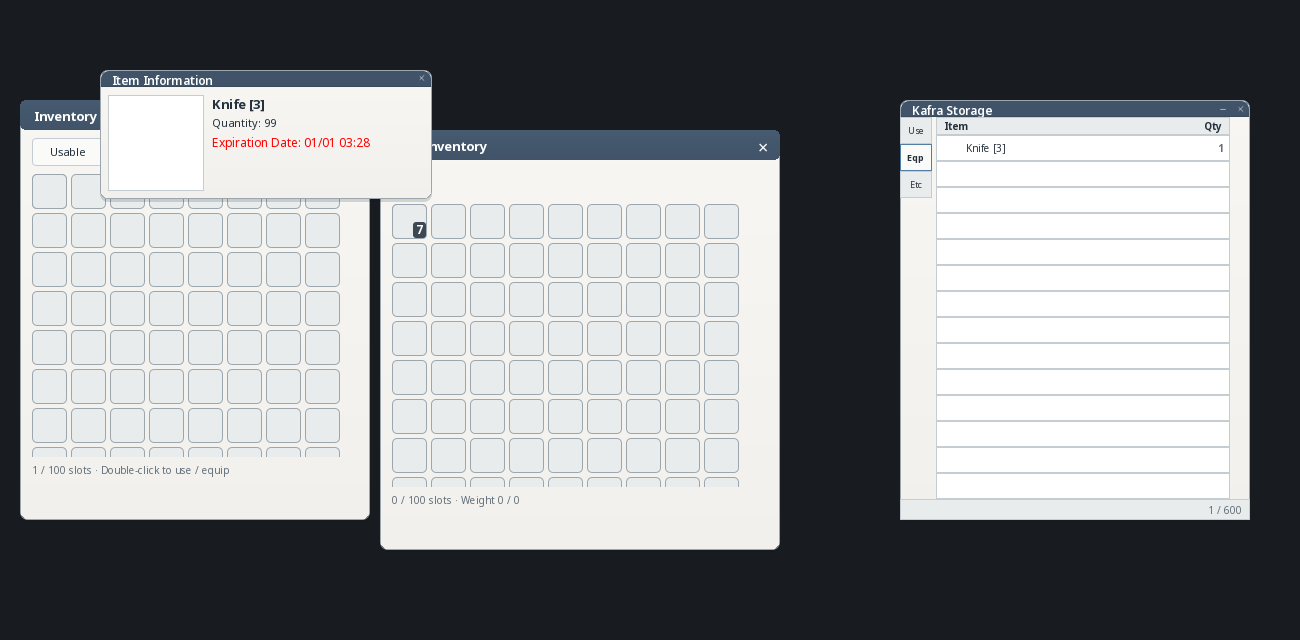 Item Information
×
Knife [3]
Quantity: 99
Expiration Date: 01/01 03:28
Inventory
Usable
1 / 100 slots · Double-click to use / equip
nventory
×
7
0 / 100 slots · Weight 0 / 0
Kafra Storage
– ×
Use
Eqp
Etc
Item Qty
Knife [3] 1
1 / 600